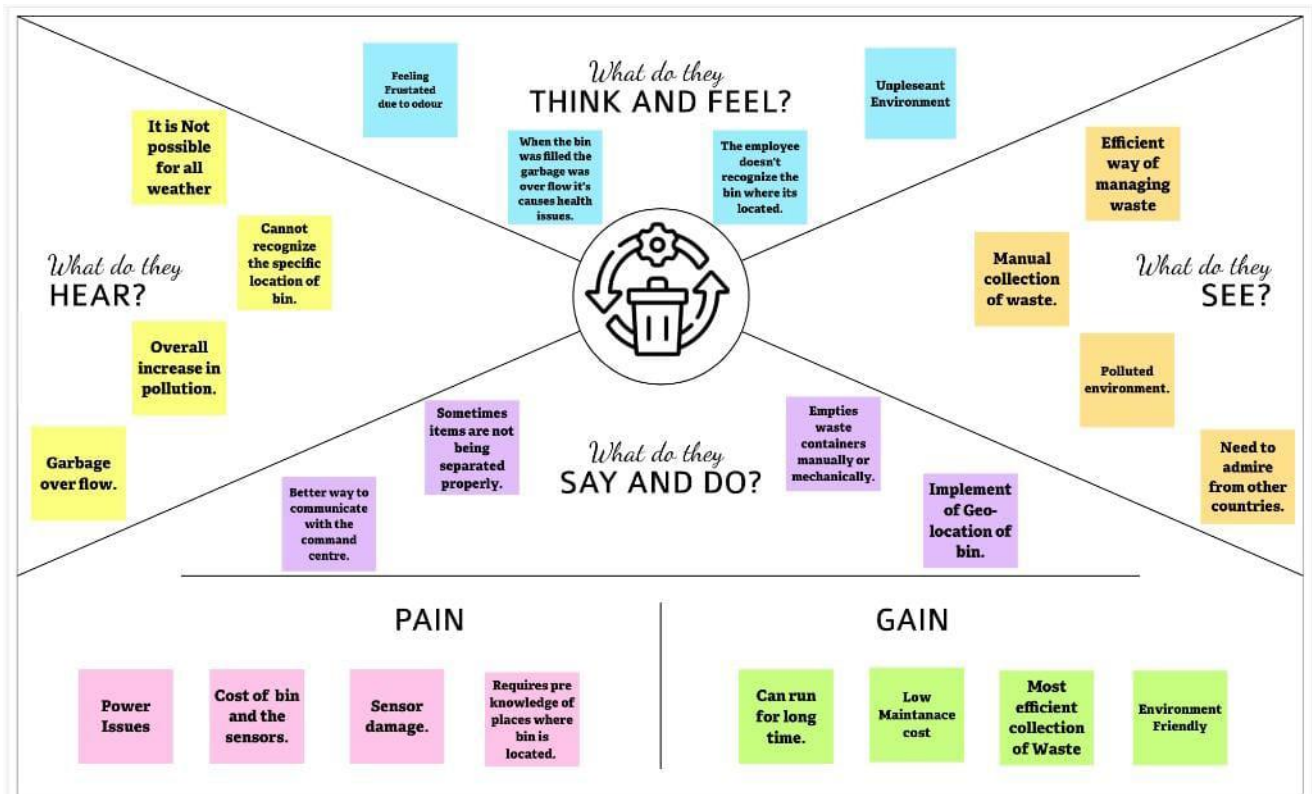 What do they
THINK AND FEEL?
Feeling
Frustated
due to odour
When the bin
was filled the
garbage was
over flow it's
causes health
issues.
The employee
doesn't
recognize the
bin where its
located.
Unpleseant
Environment
What do they
HEAR?
It is Not
possible
for all
weather
Cannot
recognize
the specific
location of
bin.
Overall
increase in
pollution.
Garbage
over flow.
What do they
SEE?
Efficient
way of
managing
waste
Manual
collection
of waste.
Polluted
environment.
Need to
admire
from other
countries.
What do they
SAY AND DO?
Better way to
communicate
with the
command
centre.
Sometimes
items are not
being
separated
properly.
Empties
waste
containers
manually or
mechanically.
Implement
of Geo-
location of
bin.
PAIN
Power
Issues
Cost of bin
and the
sensors.
Sensor
damage.
Requires pre
knowledge of
places where
bin is
located.
GAIN
Can run
for long
time.
Low
Maintanace
cost
Most
efficient
collection
of Waste
Environment
Friendly